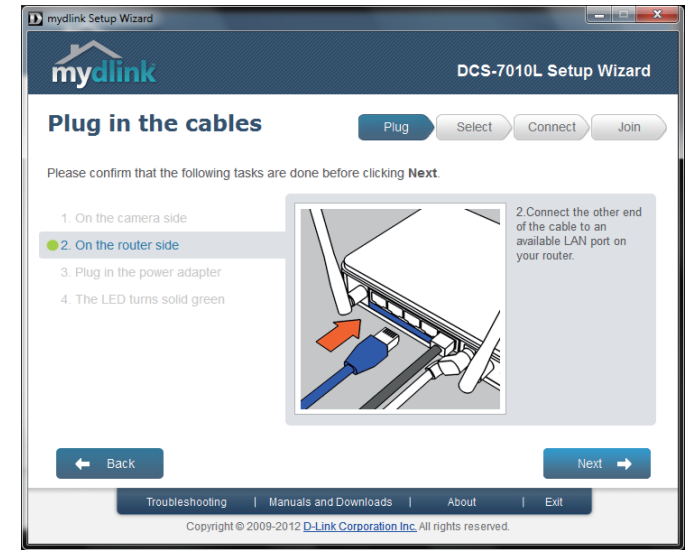 mydlink Setup Wizard
mydlink
DCS-7010L Setup Wizard
Plug in the cables
Plug
Select
Connect
Join
Please confirm that the following tasks are done before clicking Next.
1. On the camera side
2. On the router side
3. Plug in the power adapter
4. The LED turns solid green
2.Connect the other end
of the cable to an
available LAN port on
your router.
Back
Next
Troubleshooting | Manuals and Downloads | About | Exit
Copyright © 2009-2012 D-Link Corporation Inc. All rights reserved.